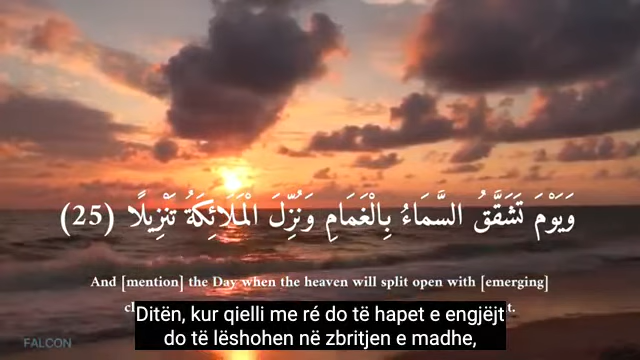 وَيَوْمَ تَشَقَّقُ السَّمَاءُ بِالْغَمَامِ وَنُزِّلَ الْمَلَائِكَةُ تَنْزِيلًا (25)
And [mention] the Day when the heaven will split open with [emerging]
Ditën, kur qielli me ré do të hapet e engjëjt
do të lëshohen në zbritjen e madhe,
FALCON